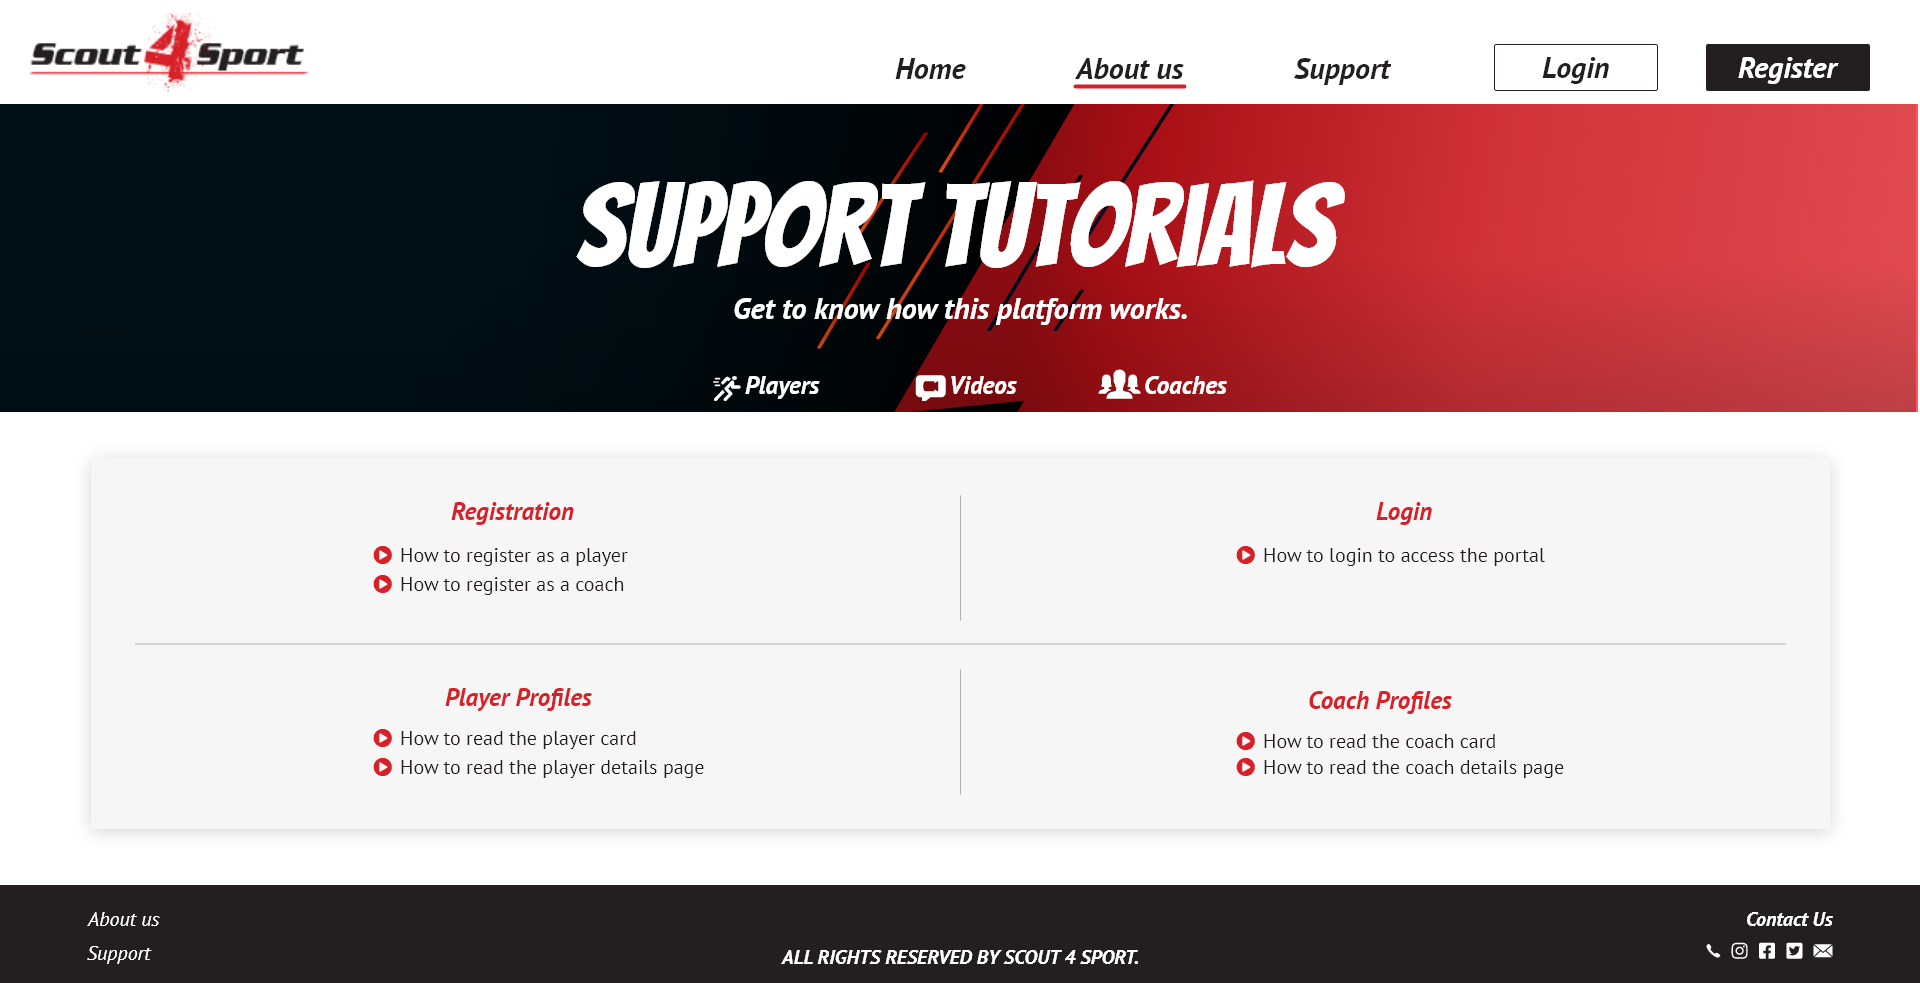 Scout 4 Sport
Home
About us
Support
Login
Register
SUPPORT TUTORIALS
Get to know how this platform works.
Players
Videos
Coaches
Registration
How to register as a player
How to register as a coach
Login
How to login to access the portal
Player Profiles
How to read the player card
How to read the player details page
Coach Profiles
How to read the coach card
How to read the coach details page
About us
Support
ALL RIGHTS RESERVED BY SCOUT 4 SPORT.
Contact Us